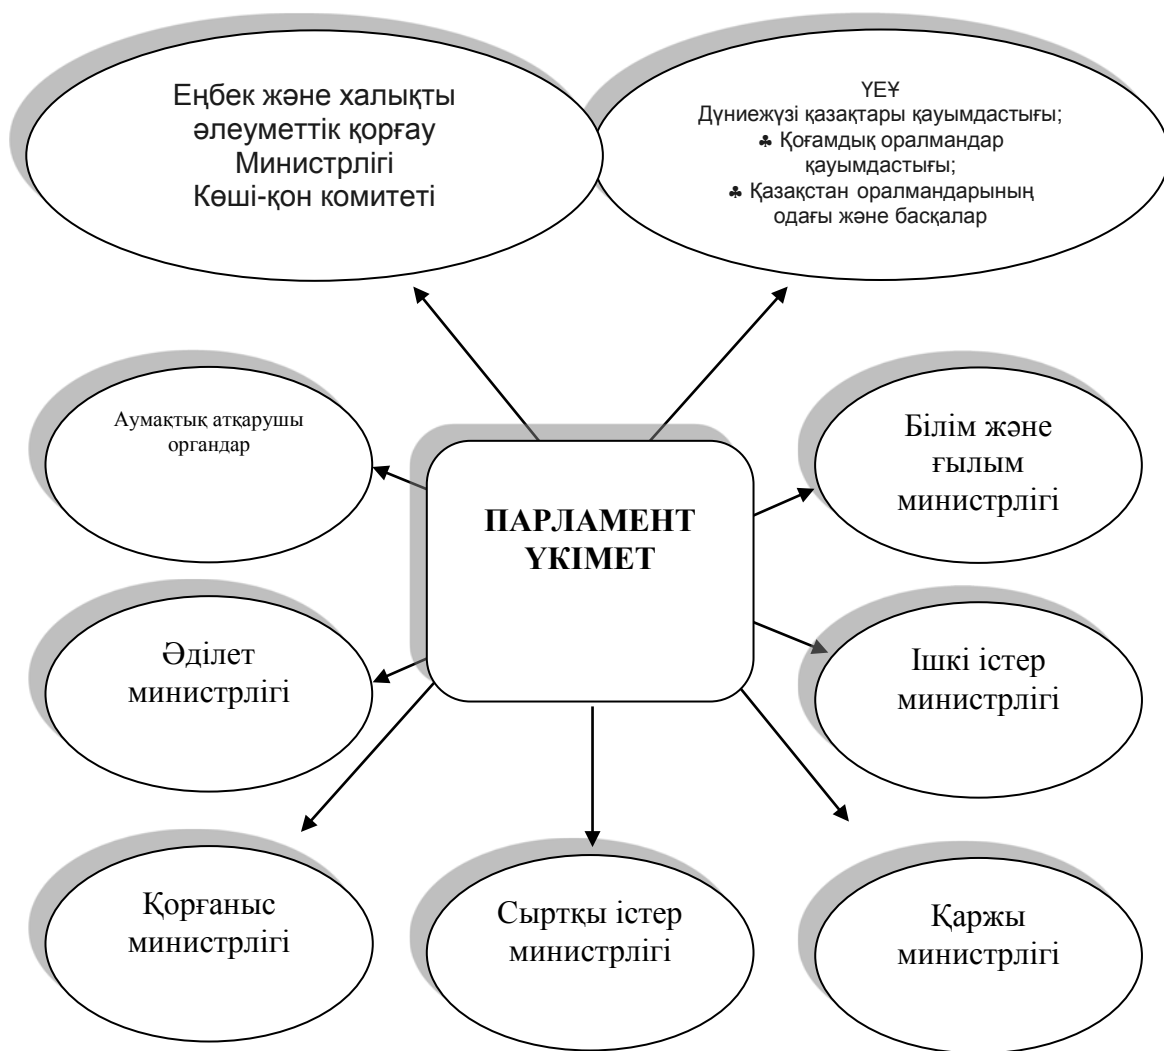 Еңбек және халықты
әлеуметтік қорғау
Министрлігі
Көші-қон комитеті
ҮЕҰ
Дүниежүзі қазақтары қауымдастығы;
♣ Қоғамдық оралмандар
қауымдастығы;
♣ Қазақстан оралмандарының
одағы және басқалар
Аумақтық атқарушы
органдар
ПАРЛАМЕНТ
ҮКІМЕТ
Білім және
ғылым
министрлігі
Әділет
министрлігі
Ішкі істер
министрлігі
Қорғаныс
министрлігі
Сыртқы істер
министрлігі
Қаржы
министрлігі